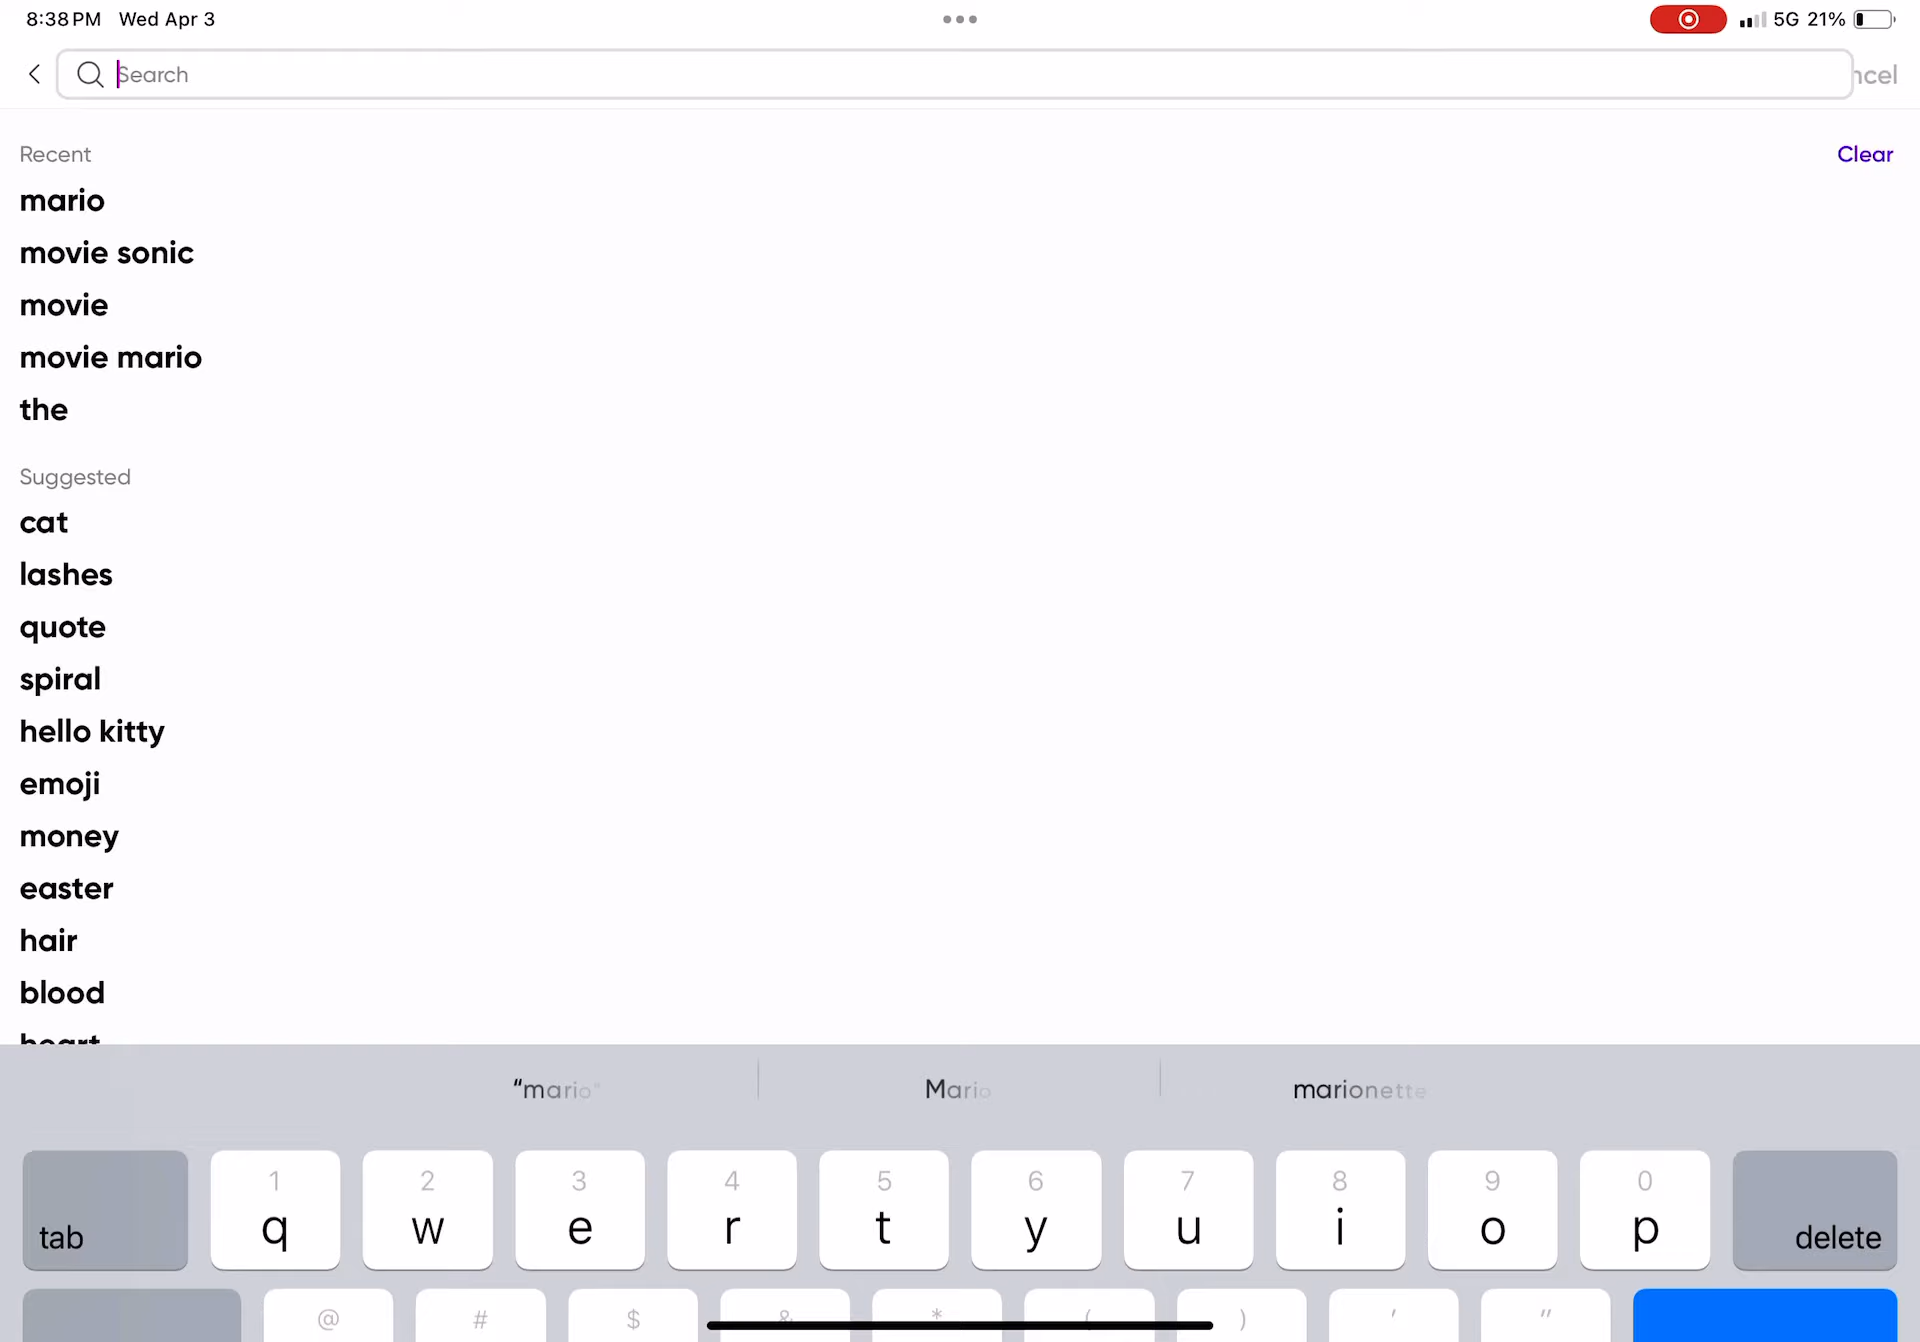 8:38 PM Wed Apr 3
5G 21%
Search
ncel
Recent
Clear
mario
movie sonic
movie
movie mario
the
Suggested
cat
lashes
quote
spiral
hello kitty
emoji
money
easter
hair
blood
heart
“mario” Mario marionette
1 2 3 4 5 6 7 8 9 0
tab q w e r t y u i o p delete
@ # $ & * ( ) ' "